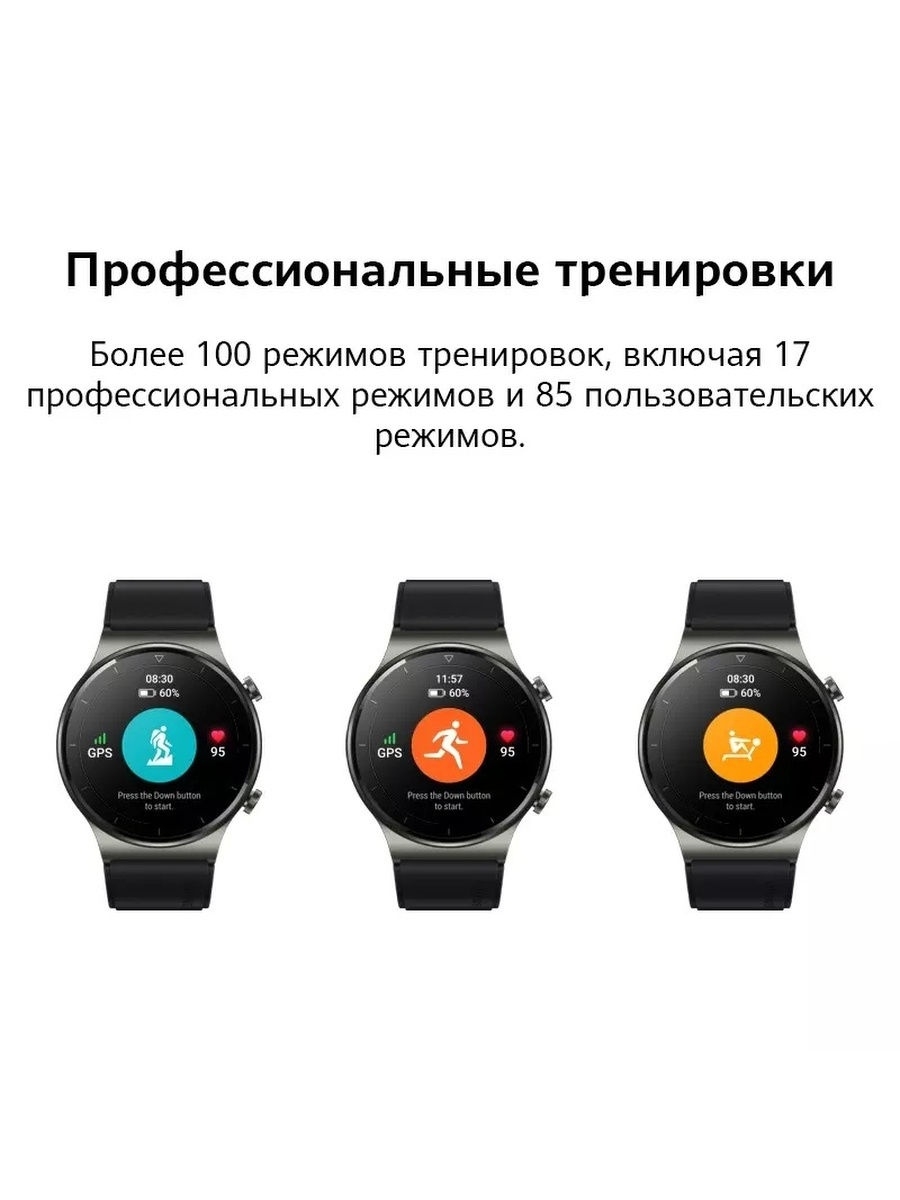 Профессиональные тренировки
Более 100 режимов тренировок, включая 17
профессиональных режимов и 85 пользовательских
режимов.
08:30
60%
GPS
95
Press the Down button
to start.
11:57
60%
GPS
95
Press the Down button
to start.
08:30
60%
95
Press the Down button
to start.